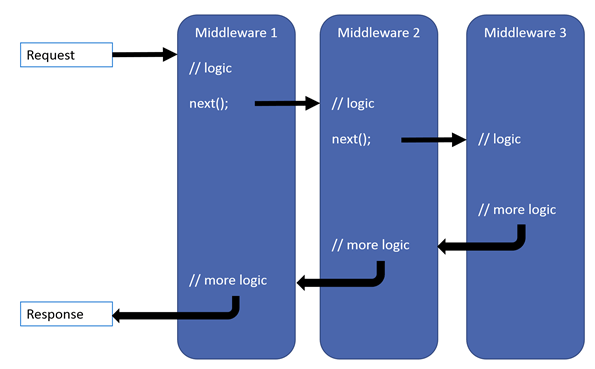 Middleware 1
Middleware 2
Middleware 3
Request
// logic
next();
// logic
next();
// logic
// more logic
// more logic
// more logic
Response